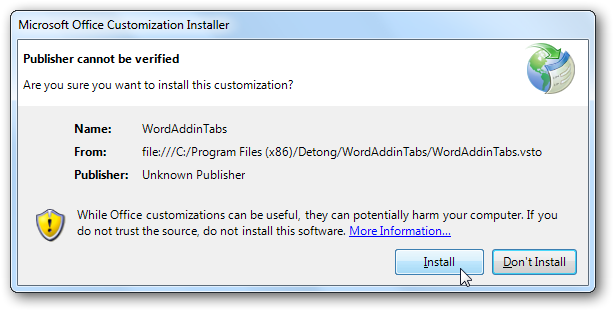 Microsoft Office Customization Installer
Publisher cannot be verified
Are you sure you want to install this customization?
Name: WordAddinTabs
From: file:///C:/Program Files (x86)/Detong/WordAddinTabs/WordAddinTabs.vsto
Publisher: Unknown Publisher
While Office customizations can be useful, they can potentially harm your computer. If you
do not trust the source, do not install this software. More Information...
Install Don't Install